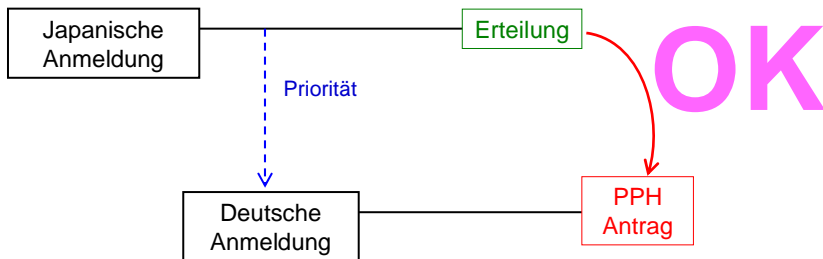 Japanische
Anmeldung
Erteilung
OK
Priorität
Deutsche
Anmeldung
PPH
Antrag